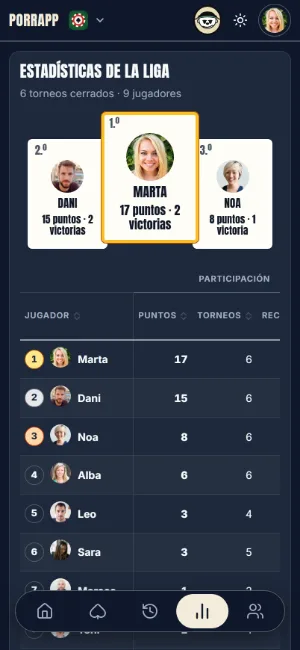 PORRAPP
ESTADÍSTICAS DE LA LIGA
6 torneos cerrados · 9 jugadores
1.º
2.º
3.º
MARTA
17 puntos · 2
victorias
DANI
15 puntos · 2
victorias
NOA
8 puntos · 1
victoria
PARTICIPACIÓN
JUGADOR PUNTOS TORNEOS REC
1 Marta 17 6
2 Dani 15 6
3 Noa 8 6
4 Alba 6 6
5 Leo 3 4
6 Sara 3 5